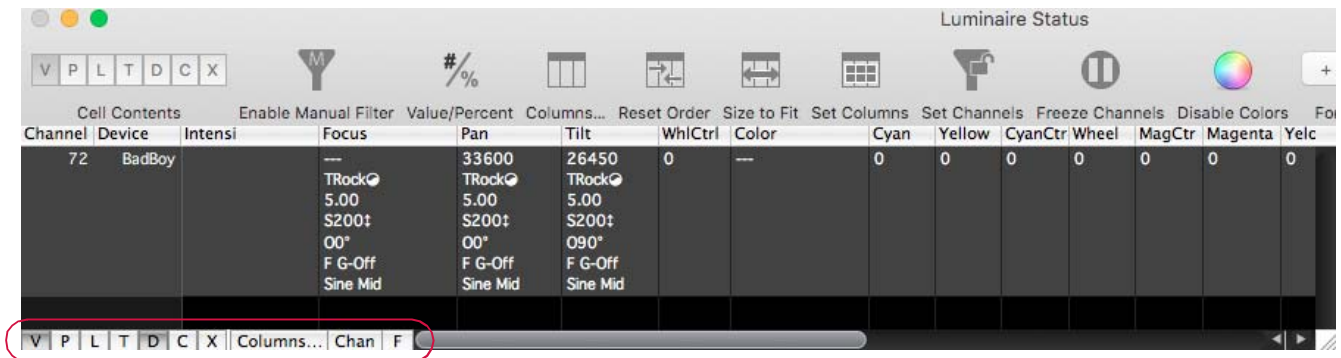 Luminaire Status
V P L T D C X
M
#/%
+
Cell Contents Enable Manual Filter Value/Percent Columns... Reset Order Size to Fit Set Columns Set Channels Freeze Channels Disable Colors For
Channel Device Intensi Focus Pan Tilt WhlCtrl Color Cyan Yellow CyanCtr Wheel MagCtr Magenta Yelc
72 BadBoy --- 33600 26450 0 --- 0 0 0 0 0 0 0
TRock TRock TRock
5.00 5.00 5.00
S200↕ S200↕ S200↕
O0° O0° O90°
F G-Off F G-Off F G-Off
Sine Mid Sine Mid Sine Mid
V P L T D C X Columns... Chan F